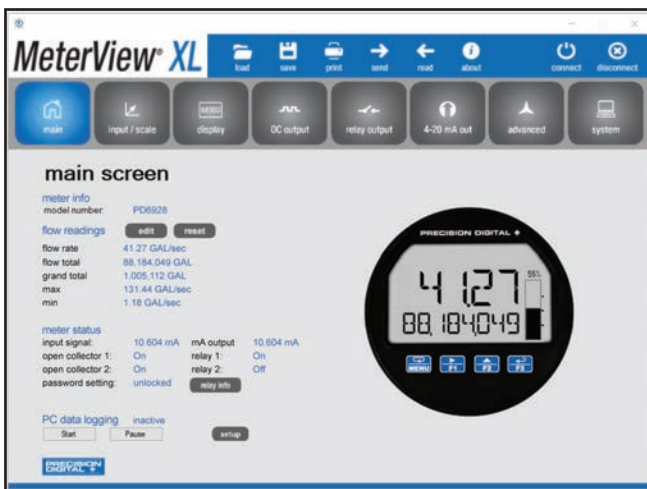 MeterView® XL
load save print send read about connect disconnect
main input / scale display OC output relay output 4-20 mA out advanced system
main screen
meter info
model number: PD6928
flow readings edit reset
flow rate 41.27 GAL/sec
flow total 88,184,049 GAL
grand total 1,005,112 GAL
max 131.44 GAL/sec
min 1.18 GAL/sec
meter status
input signal: 10.604 mA mA output 10.604 mA
open collector 1: On relay 1: On
open collector 2: On relay 2: Off
password setting: unlocked relay info
PC data logging inactive
Start Pause setup
PRECISION
DIGITAL
PRECISION DIGITAL
41.27
88,184,049
MENU F1 F2 F3